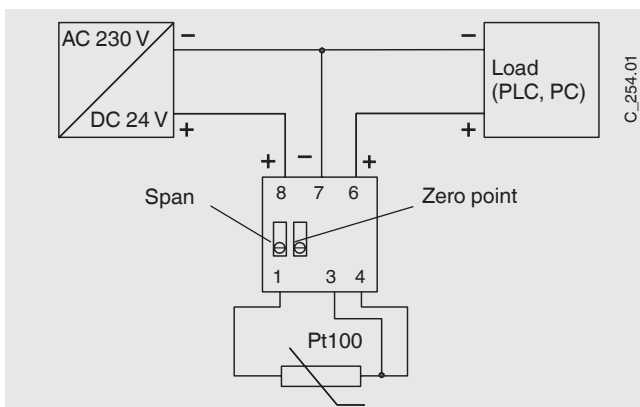 AC 230 V
DC 24 V
−
+
−
+
Load
(PLC, PC)
C_254.01
+
−
+
8 7 6
Span
Zero point
1 3 4
Pt100